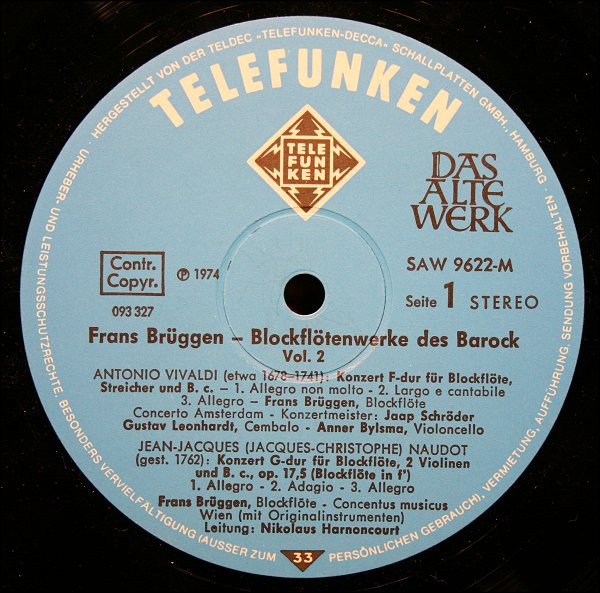 URHEBER- UND LEISTUNGSSCHUTZRECHTE. BESONDERS VERVIELFÄLTIGUNG (AUSSER ZUM PERSÖNLICHEN GEBRAUCH), VERMIETUNG, AUFFÜHRUNG, SENDUNG VORBEHALTEN
HERGESTELLT VON DER TELDEC »TELEFUNKEN-DECCA« SCHALLPLATTEN GMBH., HAMBURG
TELEFUNKEN
TELE
FUN
KEN
DAS
ALTE
WERK
Contr.
Copyr.
093 327
℗ 1974
SAW 9622-M
Seite 1 STEREO
Frans Brüggen – Blockflötenwerke des Barock
Vol. 2
ANTONIO VIVALDI (etwa 1678–1741): Konzert F-dur für Blockflöte,
Streicher und B. c. – 1. Allegro non molto - 2. Largo e cantabile
3. Allegro – Frans Brüggen, Blockflöte
Concerto Amsterdam - Konzertmeister: Jaap Schröder
Gustav Leonhardt, Cembalo - Anner Bylsma, Violoncello
JEAN-JACQUES (JACQUES-CHRISTOPHE) NAUDOT
(gest. 1762): Konzert G-dur für Blockflöte, 2 Violinen
und B. c., op. 17,5 (Blockflöte in f')
1. Allegro - 2. Adagio - 3. Allegro
Frans Brüggen, Blockflöte - Concentus musicus
Wien (mit Originalinstrumenten)
Leitung: Nikolaus Harnoncourt
33